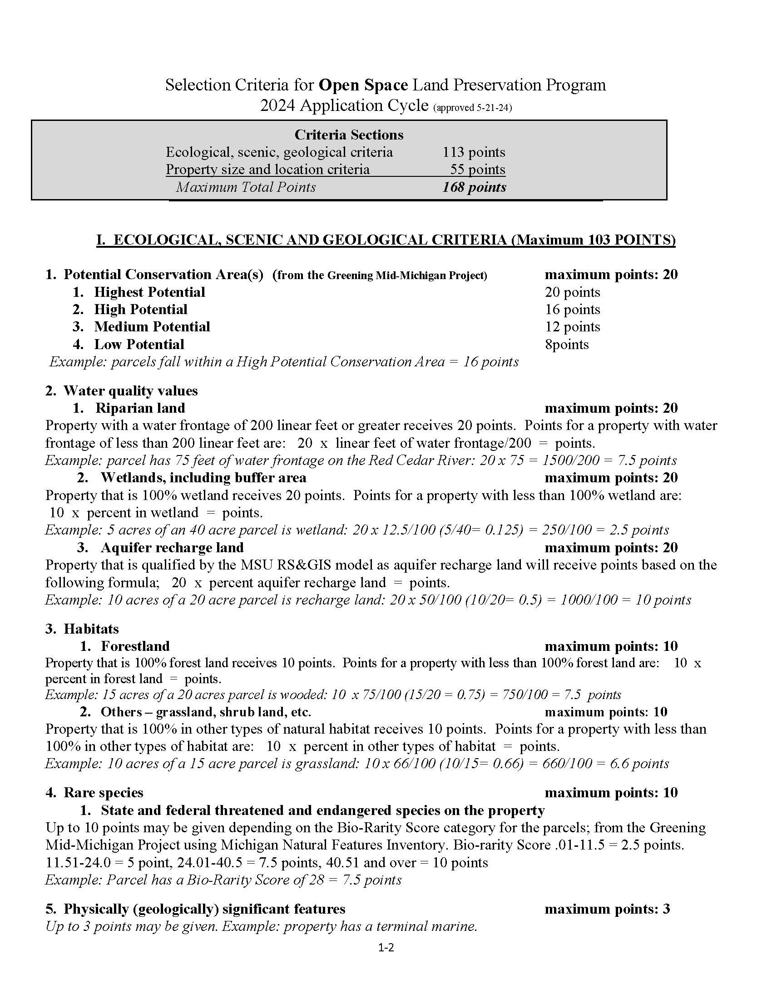 Selection Criteria for Open Space Land Preservation Program
2024 Application Cycle (approved 5-21-24)
Criteria Sections
Ecological, scenic, geological criteria 113 points
Property size and location criteria 55 points
Maximum Total Points 168 points
I. ECOLOGICAL, SCENIC AND GEOLOGICAL CRITERIA (Maximum 103 POINTS)
1. Potential Conservation Area(s) (from the Greening Mid-Michigan Project) maximum points: 20
1. Highest Potential 20 points
2. High Potential 16 points
3. Medium Potential 12 points
4. Low Potential 8points
Example: parcels fall within a High Potential Conservation Area = 16 points
2. Water quality values
1. Riparian land maximum points: 20
Property with a water frontage of 200 linear feet or greater receives 20 points. Points for a property with water
frontage of less than 200 linear feet are: 20 x linear feet of water frontage/200 = points.
Example: parcel has 75 feet of water frontage on the Red Cedar River: 20 x 75 = 1500/200 = 7.5 points
2. Wetlands, including buffer area maximum points: 20
Property that is 100% wetland receives 20 points. Points for a property with less than 100% wetland are:
10 x percent in wetland = points.
Example: 5 acres of an 40 acre parcel is wetland: 20 x 12.5/100 (5/40= 0.125) = 250/100 = 2.5 points
3. Aquifer recharge land maximum points: 20
Property that is qualified by the MSU RS&GIS model as aquifer recharge land will receive points based on the
following formula; 20 x percent aquifer recharge land = points.
Example: 10 acres of a 20 acre parcel is recharge land: 20 x 50/100 (10/20= 0.5) = 1000/100 = 10 points
3. Habitats
1. Forestland maximum points: 10
Property that is 100% forest land receives 10 points. Points for a property with less than 100% forest land are: 10 x
percent in forest land = points.
Example: 15 acres of a 20 acres parcel is wooded: 10 x 75/100 (15/20 = 0.75) = 750/100 = 7.5 points
2. Others – grassland, shrub land, etc. maximum points: 10
Property that is 100% in other types of natural habitat receives 10 points. Points for a property with less than
100% in other types of habitat are: 10 x percent in other types of habitat = points.
Example: 10 acres of a 15 acre parcel is grassland: 10 x 66/100 (10/15= 0.66) = 660/100 = 6.6 points
4. Rare species maximum points: 10
1. State and federal threatened and endangered species on the property
Up to 10 points may be given depending on the Bio-Rarity Score category for the parcels; from the Greening
Mid-Michigan Project using Michigan Natural Features Inventory. Bio-rarity Score .01-11.5 = 2.5 points.
11.51-24.0 = 5 point, 24.01-40.5 = 7.5 points, 40.51 and over = 10 points
Example: Parcel has a Bio-Rarity Score of 28 = 7.5 points
5. Physically (geologically) significant features maximum points: 3
Up to 3 points may be given. Example: property has a terminal marine.
1-2